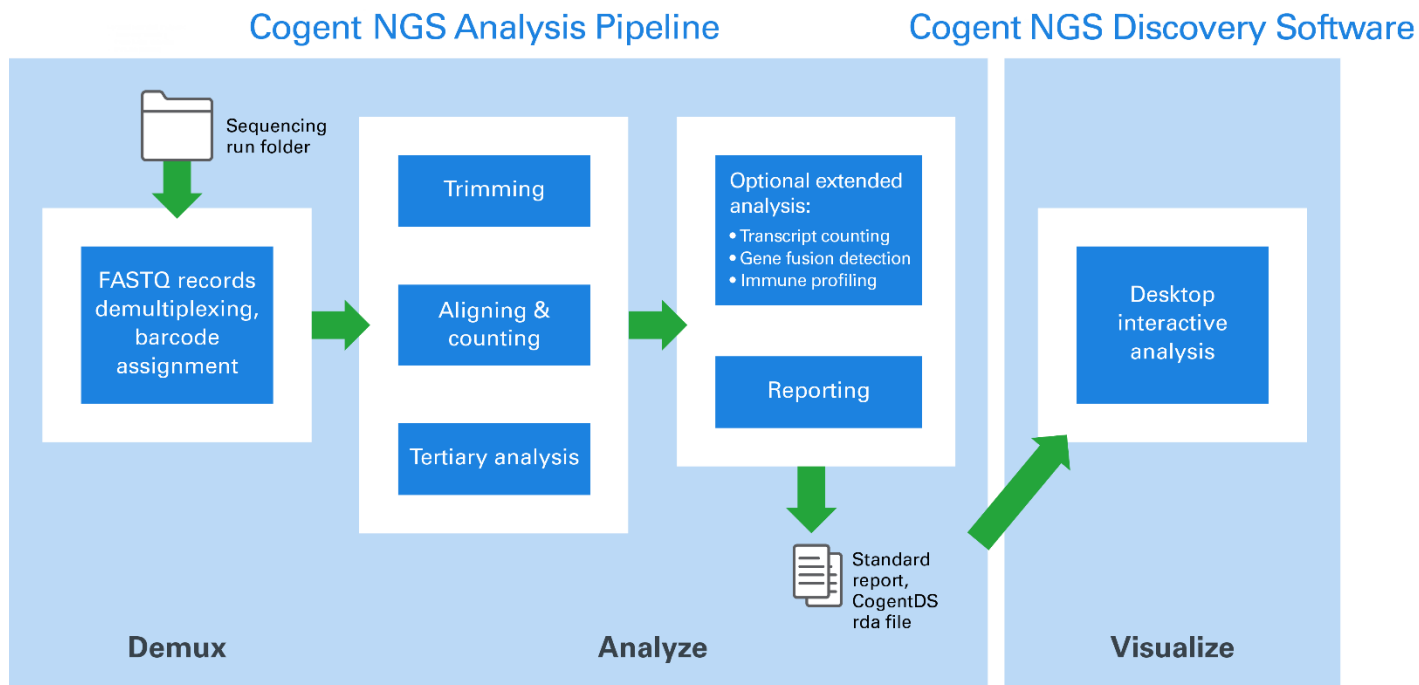 Cogent NGS Analysis Pipeline
Cogent NGS Discovery Software
Sequencing
run folder
FASTQ records
demultiplexing,
barcode
assignment
Trimming
Aligning &
counting
Tertiary analysis
Optional extended
analysis:
• Transcript counting
• Gene fusion detection
• Immune profiling
Reporting
Standard
report,
CogentDS
rda file
Desktop
interactive
analysis
Demux
Analyze
Visualize